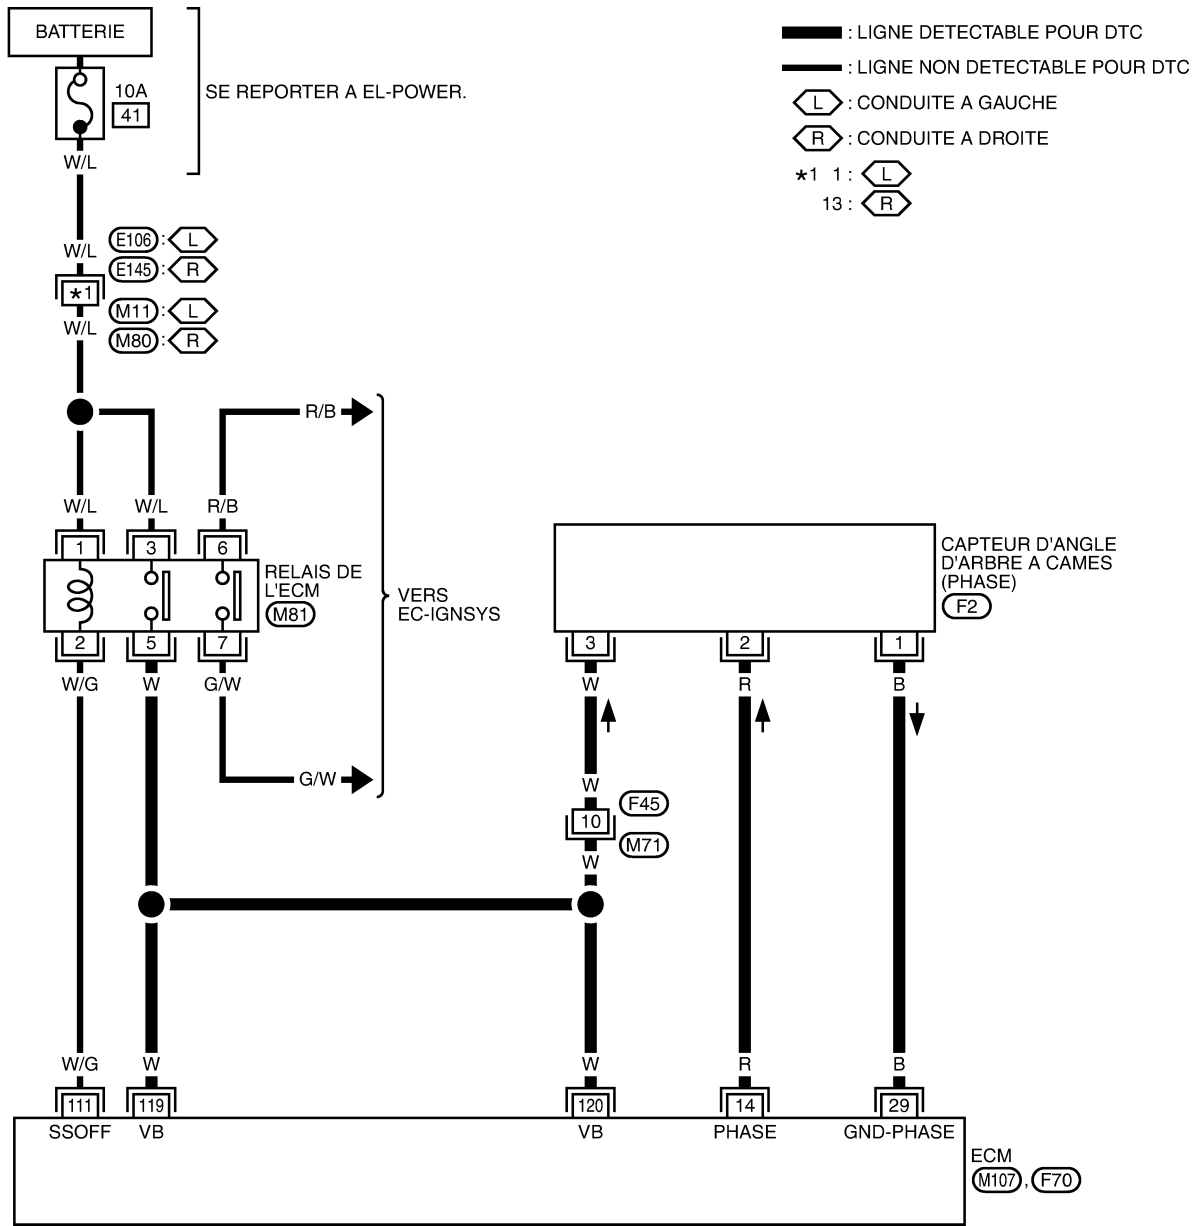 BATTERIE
10A
41
SE REPORTER A EL-POWER.
: LIGNE DETECTABLE POUR DTC
: LIGNE NON DETECTABLE POUR DTC
L : CONDUITE A GAUCHE
R : CONDUITE A DROITE
*1 1 : L
13 : R
W/L
W/L
E106 : L
E145 : R
*1
M11 : L
M80 : R
W/L
R/B
W/L W/L R/B
1 3 6
RELAIS DE
L'ECM
M81
2 5 7
W/G W G/W
G/W
VERS
EC-IGNSYS
CAPTEUR D'ANGLE
D'ARBRE A CAMES
(PHASE)
F2
3 2 1
W R B
W
F45
10
M71
W
W/G W W R B
111 119 120 14 29
SSOFF VB VB PHASE GND-PHASE
ECM
M107 , F70